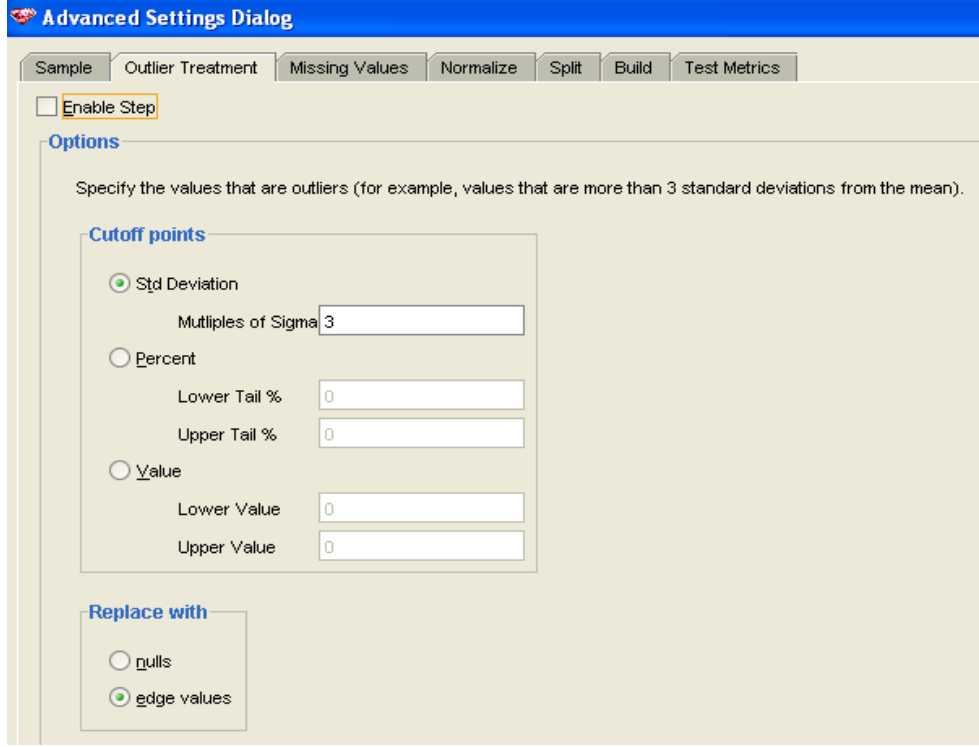 Advanced Settings Dialog
Sample Outlier Treatment Missing Values Normalize Split Build Test Metrics
Enable Step
Options
Specify the values that are outliers (for example, values that are more than 3 standard deviations from the mean).
Cutoff points
Std Deviation
Mutliples of Sigma 3
Percent
Lower Tail % 0
Upper Tail % 0
Value
Lower Value 0
Upper Value 0
Replace with
nulls
edge values